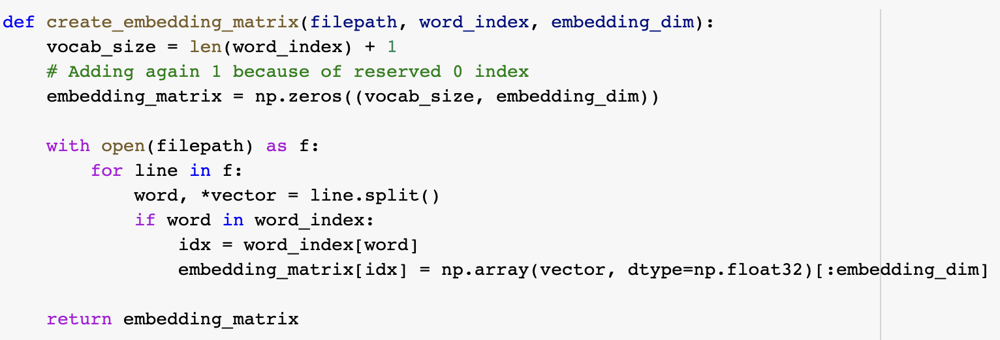 def create_embedding_matrix(filepath, word_index, embedding_dim):
    vocab_size = len(word_index) + 1
    # Adding again 1 because of reserved 0 index
    embedding_matrix = np.zeros((vocab_size, embedding_dim))

    with open(filepath) as f:
        for line in f:
            word, *vector = line.split()
            if word in word_index:
                idx = word_index[word]
                embedding_matrix[idx] = np.array(vector, dtype=np.float32)[:embedding_dim]

    return embedding_matrix